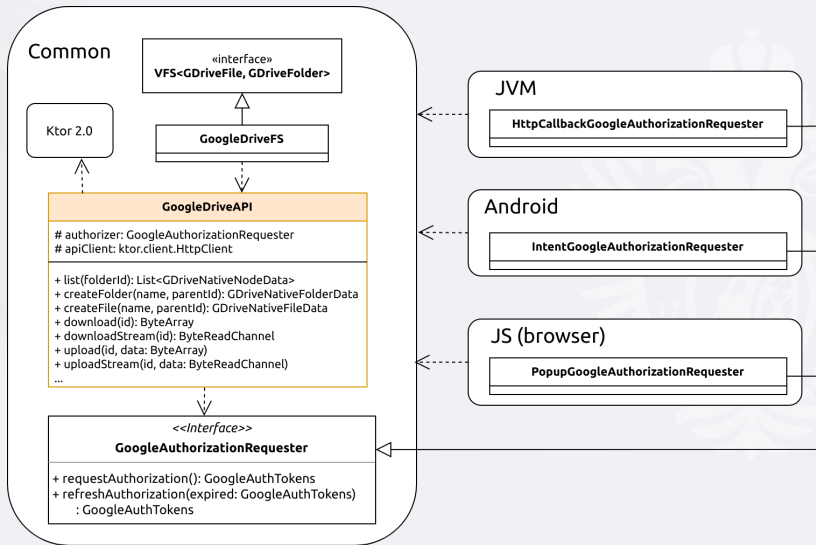 Common
«interface»
VFS<GDriveFile, GDriveFolder>
Ktor 2.0
GoogleDriveFS
GoogleDriveAPI
# authorizer: GoogleAuthorizationRequester
# apiClient: ktor.client.HttpClient
+ list(folderId): List<GDriveNativeNodeData>
+ createFolder(name, parentId): GDriveNativeFolderData
+ createFile(name, parentId): GDriveNativeFileData
+ download(id): ByteArray
+ downloadStream(id): ByteReadChannel
+ upload(id, data: ByteArray)
+ uploadStream(id, data: ByteReadChannel)
...
<<Interface>>
GoogleAuthorizationRequester
+ requestAuthorization(): GoogleAuthTokens
+ refreshAuthorization(expired: GoogleAuthTokens)
: GoogleAuthTokens
JVM
HttpCallbackGoogleAuthorizationRequester
Android
IntentGoogleAuthorizationRequester
JS (browser)
PopupGoogleAuthorizationRequester